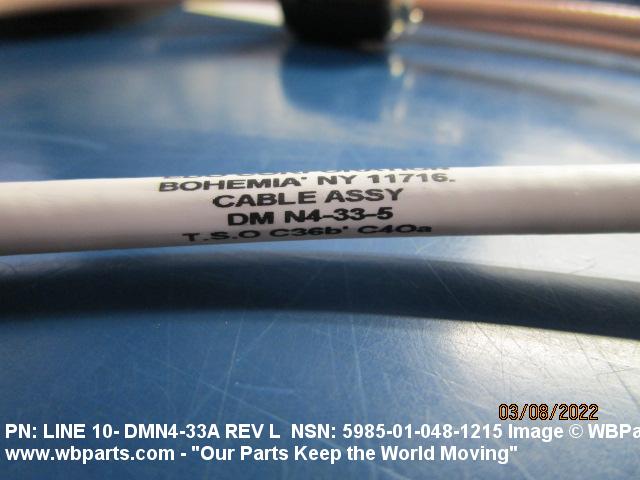 BOHEMIA' NY 11716.
CABLE ASSY
DM N4-33-5
T.S.O C36b' C40a
03/08/2022
PN: LINE 10- DMN4-33A REV L NSN: 5985-01-048-1215 Image © WBPa
www.wbparts.com - "Our Parts Keep the World Moving"